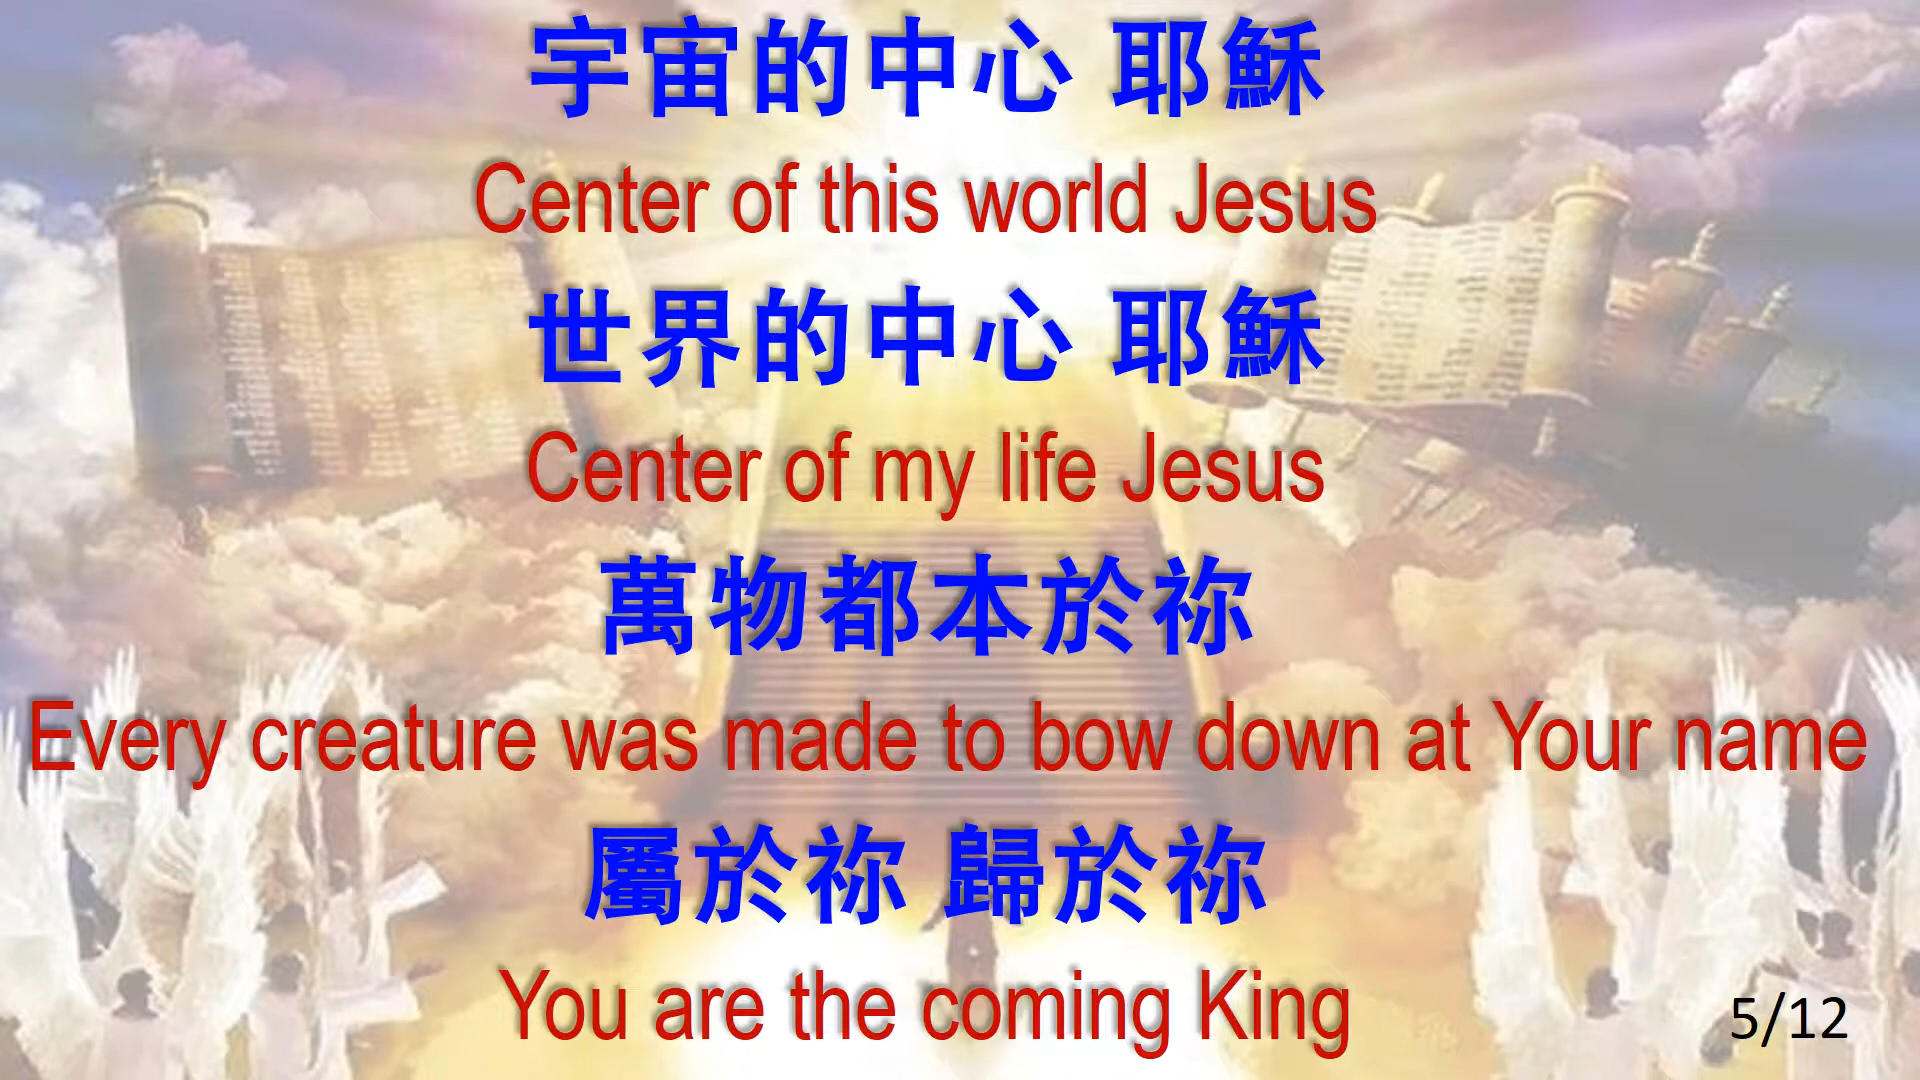 宇宙的中心 耶穌
Center of this world Jesus
世界的中心 耶穌
Center of my life Jesus
萬物都本於祢
Every creature was made to bow down at Your name
屬於祢 歸於祢
You are the coming King
5/12